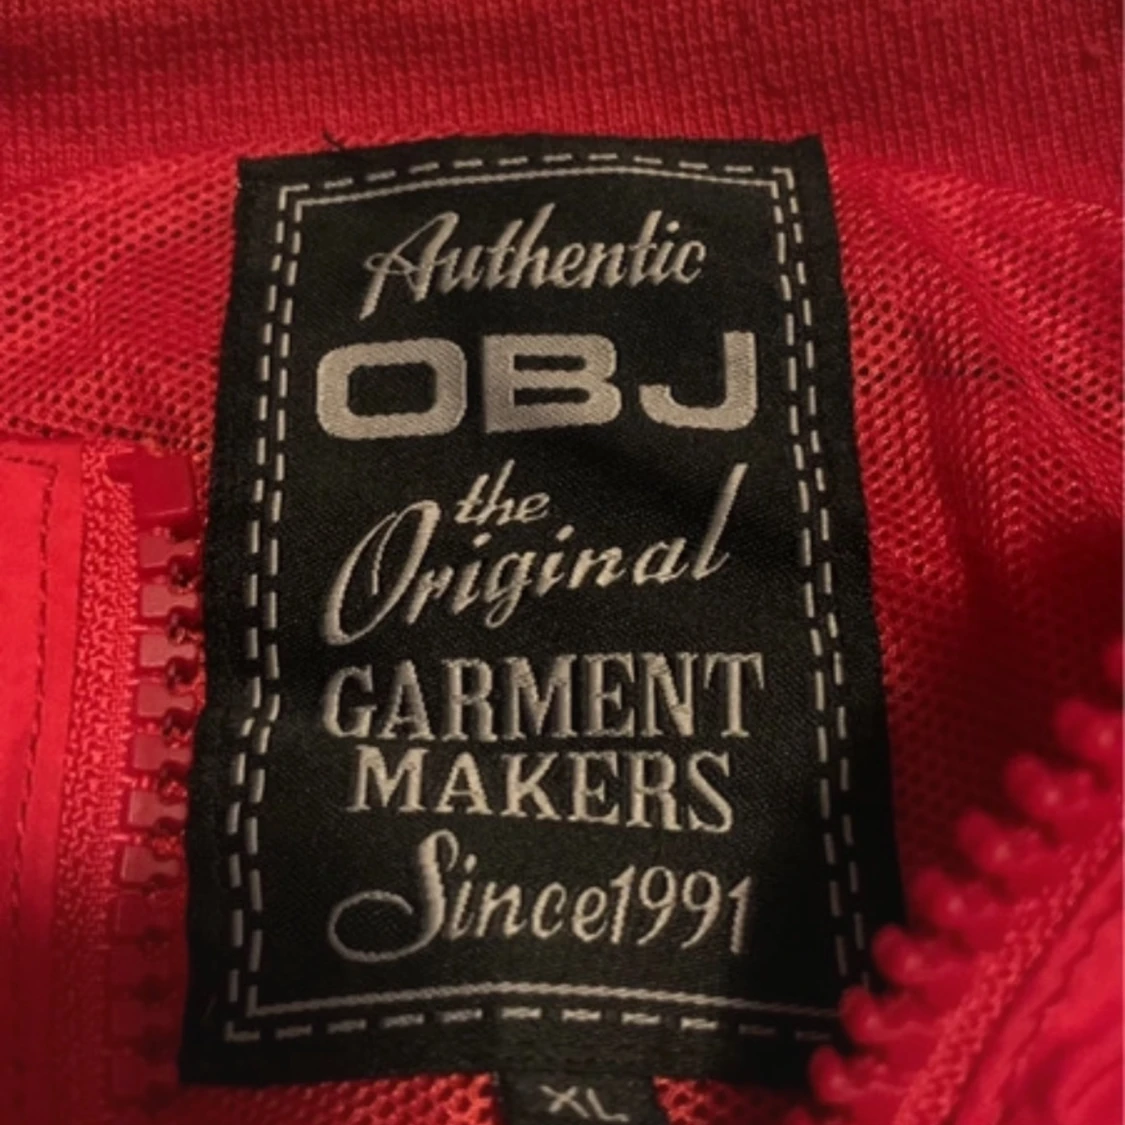 Authentic
OBJ
the
Original
GARMENT
MAKERS
Since1991
XL